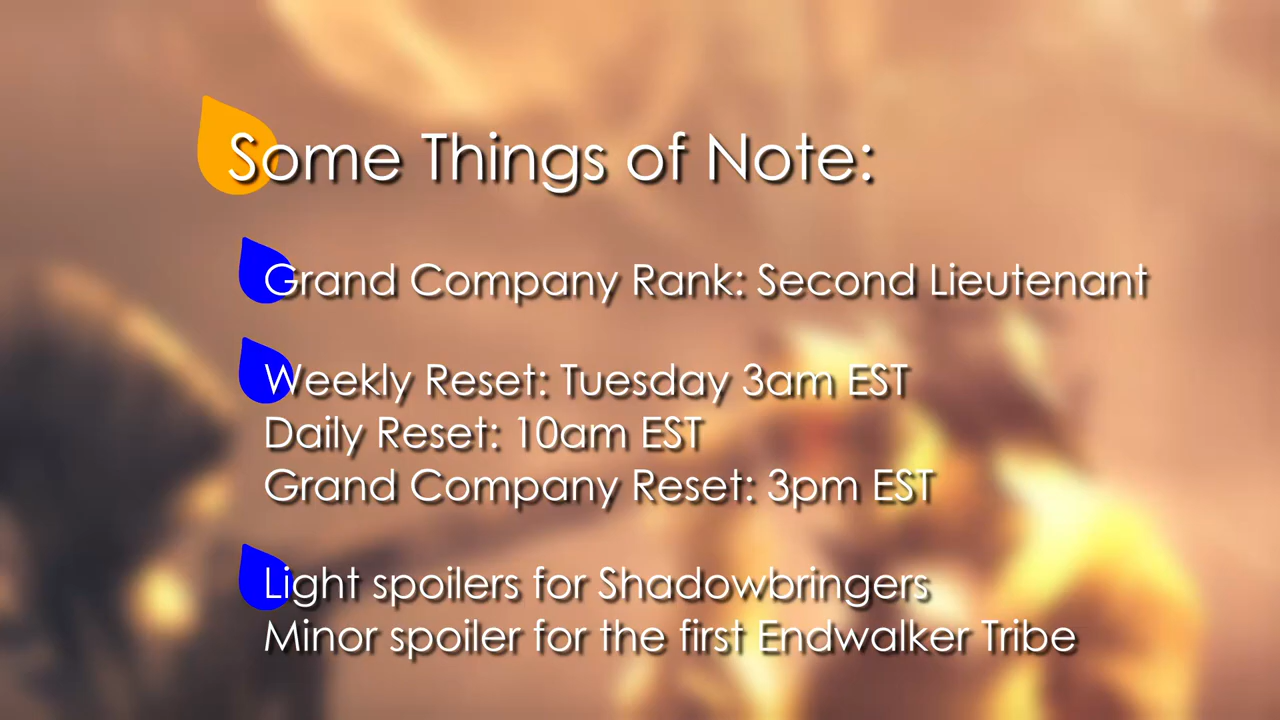 Some Things of Note:
Grand Company Rank: Second Lieutenant
Weekly Reset: Tuesday 3am EST
Daily Reset: 10am EST
Grand Company Reset: 3pm EST
Light spoilers for Shadowbringers
Minor spoiler for the first Endwalker Tribe